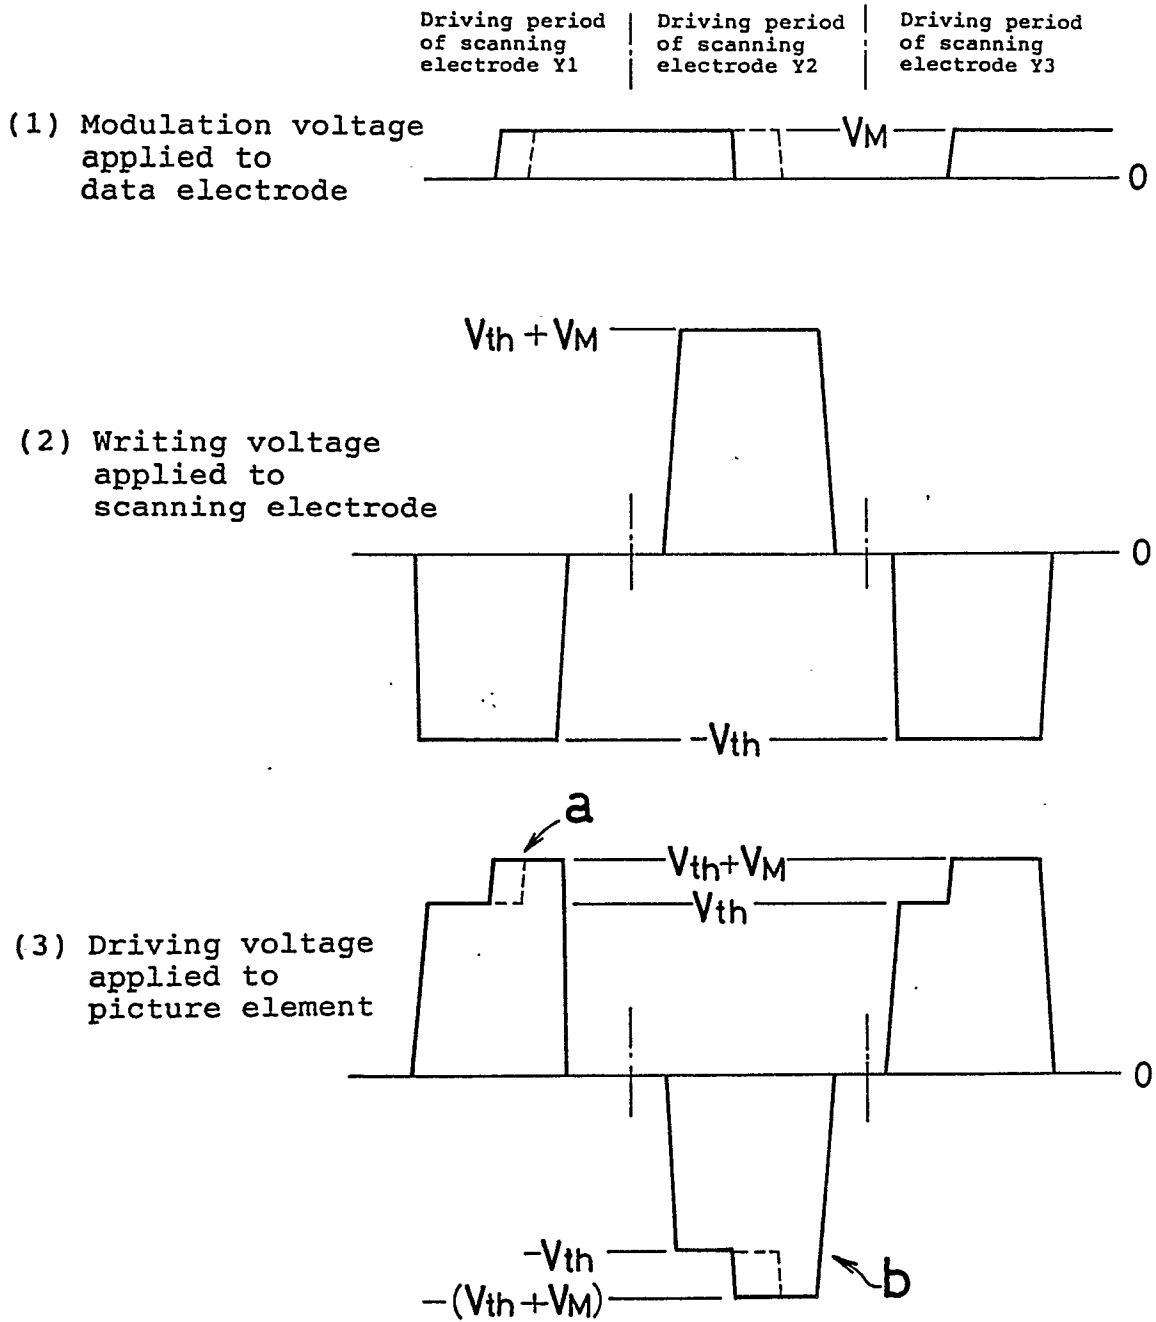 Driving period
of scanning
electrode Y1
Driving period
of scanning
electrode Y2
Driving period
of scanning
electrode Y3
(1) Modulation voltage
applied to
data electrode
VM
0
Vth + VM
(2) Writing voltage
applied to
scanning electrode
0
-Vth
a
Vth+VM
Vth
(3) Driving voltage
applied to
picture element
0
-Vth
b
-(Vth+VM)